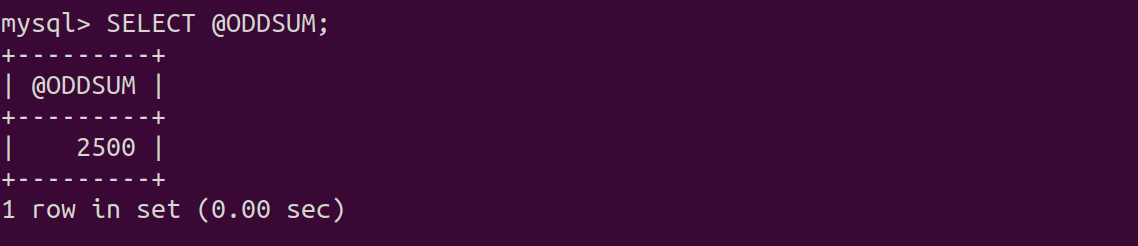 mysql> SELECT @ODDSUM;
+---------+
| @ODDSUM |
+---------+
|    2500 |
+---------+
1 row in set (0.00 sec)